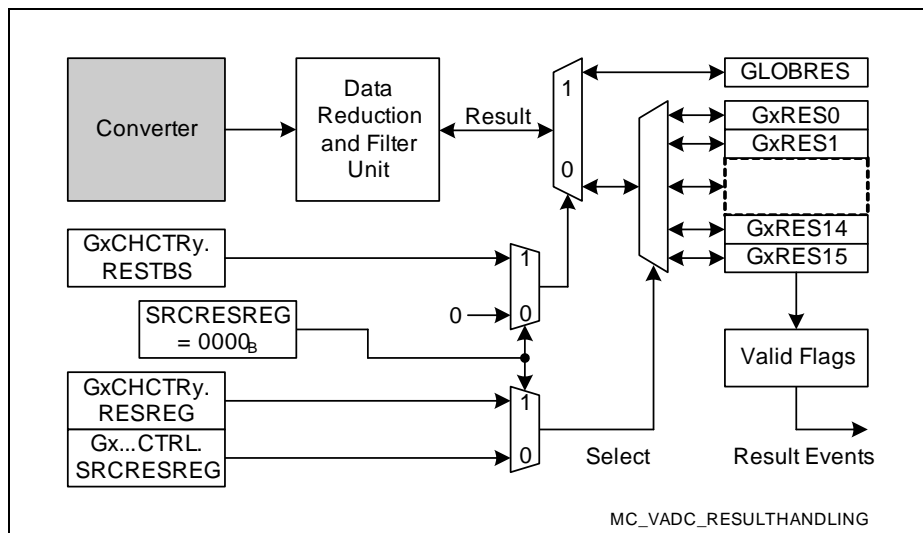 Converter
Data
Reduction
and Filter
Unit
Result
1
0
GLOBRES
GxRES0
GxRES1
GxRES14
GxRES15
GxCHCTRy.
RESTBS
1
0
0
SRCRESREG
= 0000B
Valid Flags
GxCHCTRy.
RESREG
Gx...CTRL.
SRCRESREG
1
0
Select
Result Events
MC_VADC_RESULTHANDLING